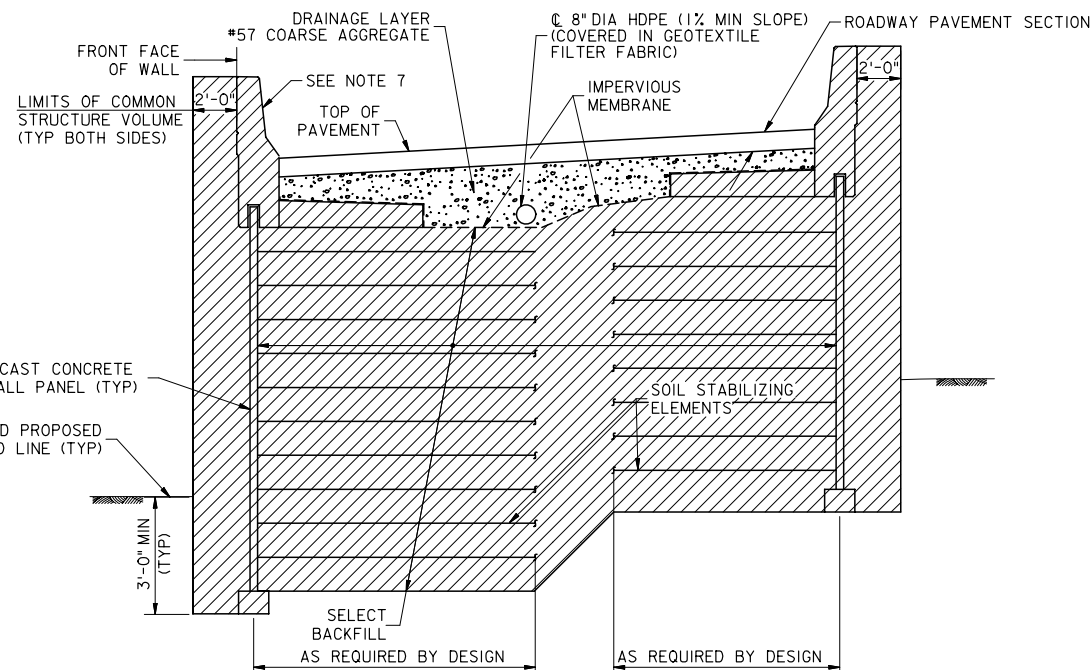 DRAINAGE LAYER
#57 COARSE AGGREGATE
℄ 8" DIA HDPE (1% MIN SLOPE)
(COVERED IN GEOTEXTILE
FILTER FABRIC)
ROADWAY PAVEMENT SECTION
FRONT FACE
OF WALL
SEE NOTE 7
IMPERVIOUS
MEMBRANE
2'-0"
2'-0"
LIMITS OF COMMON
STRUCTURE VOLUME
(TYP BOTH SIDES)
TOP OF
PAVEMENT
CAST CONCRETE
ALL PANEL (TYP)
SOIL STABILIZING
ELEMENTS
D PROPOSED
D LINE (TYP)
3'-0" MIN
(TYP)
SELECT
BACKFILL
AS REQUIRED BY DESIGN
AS REQUIRED BY DESIGN